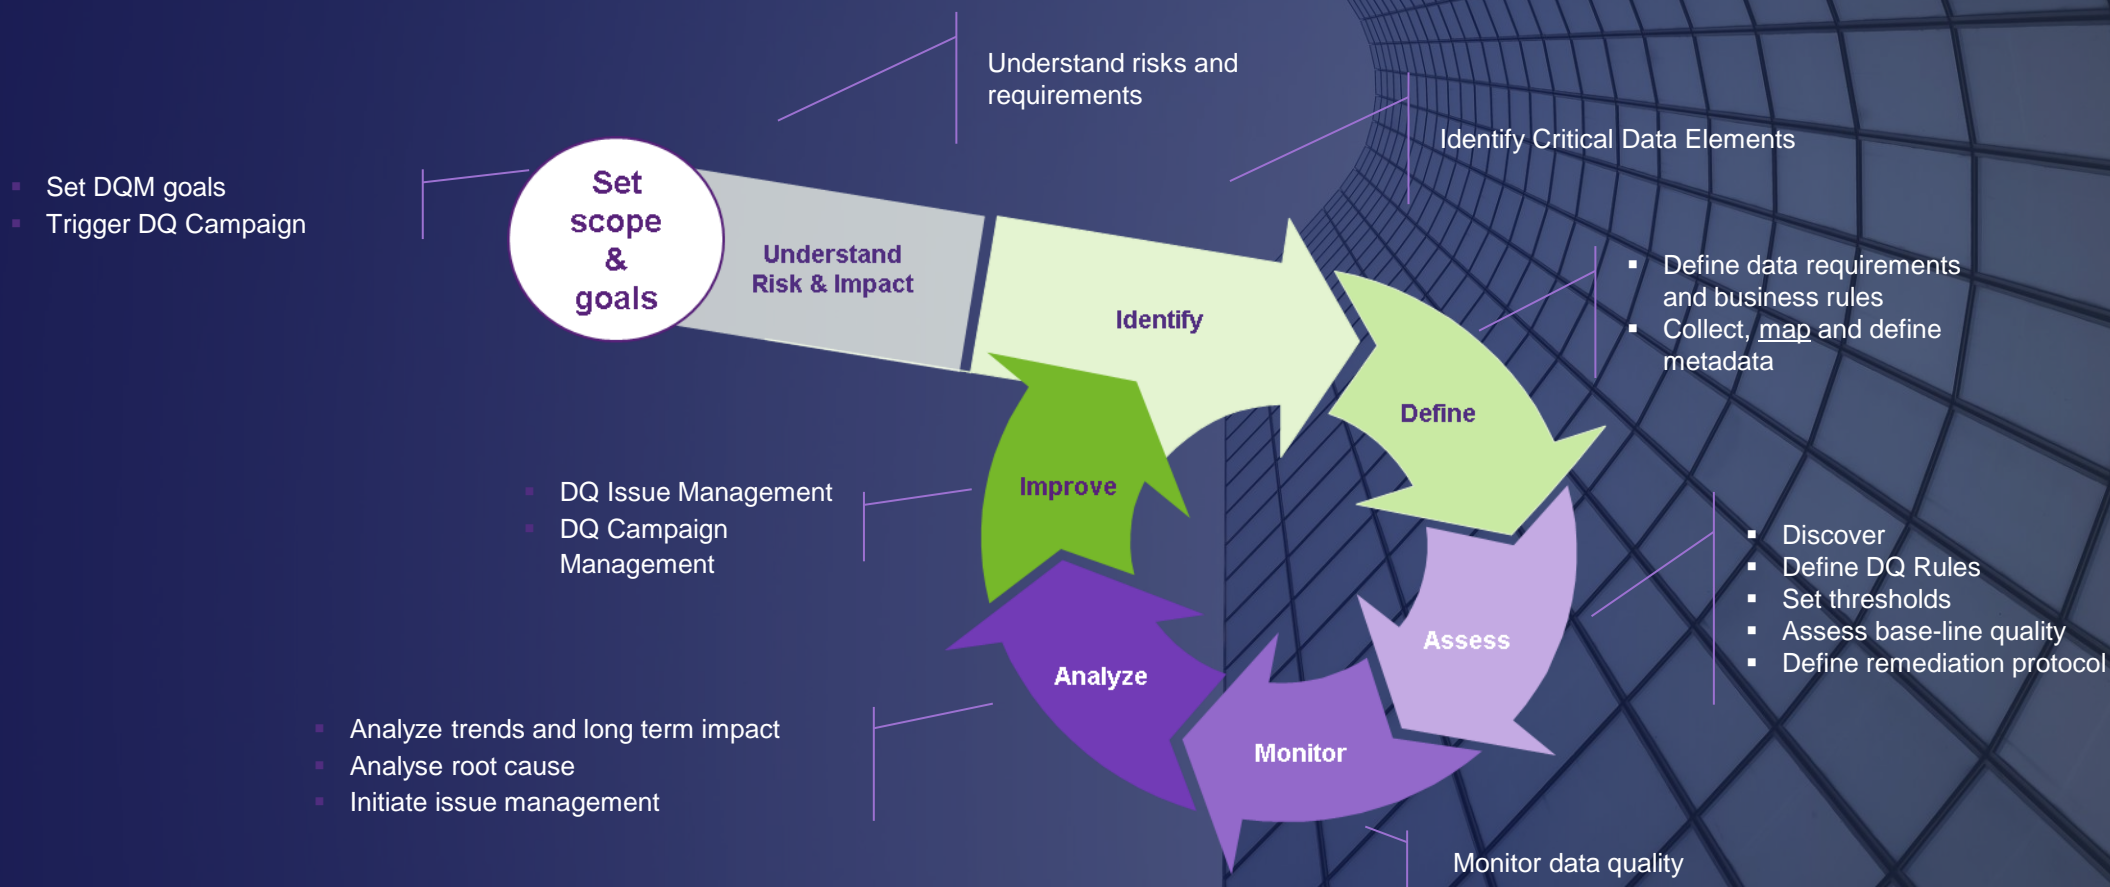 Understand risks and
requirements
Identify Critical Data Elements
Set DQM goals
Trigger DQ Campaign
Set
scope
&
goals
Understand
Risk & Impact
Identify
Define data requirements
and business rules
Collect, map and define
metadata
Define
Improve
DQ Issue Management
DQ Campaign
Management
Discover
Define DQ Rules
Set thresholds
Assess base-line quality
Define remediation protocol
Assess
Analyze
Analyze trends and long term impact
Analyse root cause
Initiate issue management
Monitor
Monitor data quality